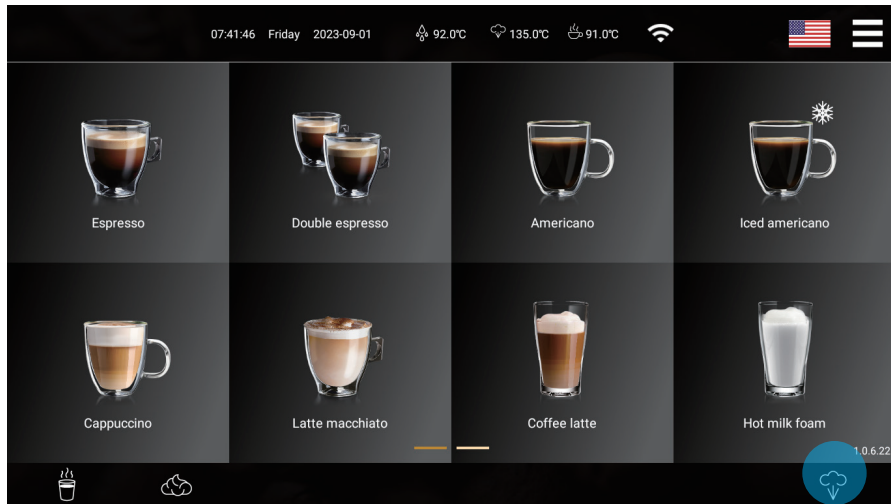 07:41:46 Friday 2023-09-01 92.0℃ 135.0℃ 91.0℃
Espresso Double espresso Americano Iced americano
Cappuccino Latte macchiato Coffee latte Hot milk foam
1.0.6.22